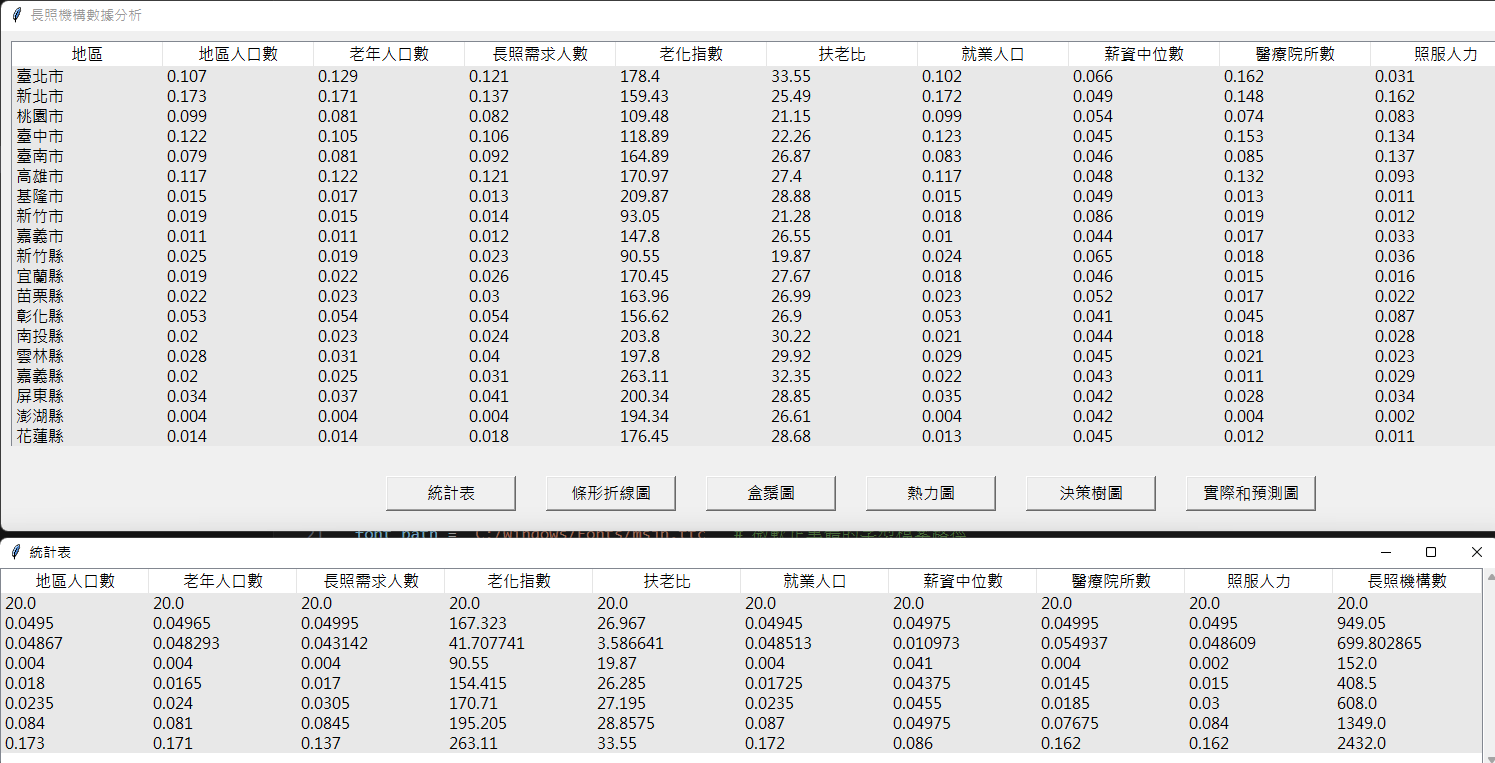 長照機構數據分析
地區 地區人口數 老年人口數 長照需求人數 老化指數 扶老比 就業人口 薪資中位數 醫療院所數 照服人力
臺北市 0.107 0.129 0.121 178.4 33.55 0.102 0.066 0.162 0.031
新北市 0.173 0.171 0.137 159.43 25.49 0.172 0.049 0.148 0.162
桃園市 0.099 0.081 0.082 109.48 21.15 0.099 0.054 0.074 0.083
臺中市 0.122 0.105 0.106 118.89 22.26 0.123 0.045 0.153 0.134
臺南市 0.079 0.081 0.092 164.89 26.87 0.083 0.046 0.085 0.137
高雄市 0.117 0.122 0.121 170.97 27.4 0.117 0.048 0.132 0.093
基隆市 0.015 0.017 0.013 209.87 28.88 0.015 0.049 0.013 0.011
新竹市 0.019 0.015 0.014 93.05 21.28 0.018 0.086 0.019 0.012
嘉義市 0.011 0.011 0.012 147.8 26.55 0.01 0.044 0.017 0.033
新竹縣 0.025 0.019 0.023 90.55 19.87 0.024 0.065 0.018 0.036
宜蘭縣 0.019 0.022 0.026 170.45 27.67 0.018 0.046 0.015 0.016
苗栗縣 0.022 0.023 0.03 163.96 26.99 0.023 0.052 0.017 0.022
彰化縣 0.053 0.054 0.054 156.62 26.9 0.053 0.041 0.045 0.087
南投縣 0.02 0.023 0.024 203.8 30.22 0.021 0.044 0.018 0.028
雲林縣 0.028 0.031 0.04 197.8 29.92 0.029 0.045 0.021 0.023
嘉義縣 0.02 0.025 0.031 263.11 32.35 0.022 0.043 0.011 0.029
屏東縣 0.034 0.037 0.041 200.34 28.85 0.035 0.042 0.028 0.034
澎湖縣 0.004 0.004 0.004 194.34 26.61 0.004 0.042 0.004 0.002
花蓮縣 0.014 0.014 0.018 176.45 28.68 0.013 0.045 0.012 0.011
統計表 條形折線圖 盒鬚圖 熱力圖 決策樹圖 實際和預測圖
統計表
地區人口數 老年人口數 長照需求人數 老化指數 扶老比 就業人口 薪資中位數 醫療院所數 照服人力 長照機構數
20.0 20.0 20.0 20.0 20.0 20.0 20.0 20.0 20.0 20.0
0.0495 0.04965 0.04995 167.323 26.967 0.04945 0.04975 0.04995 0.0495 949.05
0.04867 0.048293 0.043142 41.707741 3.586641 0.048513 0.010973 0.054937 0.048609 699.802865
0.004 0.004 0.004 90.55 19.87 0.004 0.041 0.004 0.002 152.0
0.018 0.0165 0.017 154.415 26.285 0.01725 0.04375 0.0145 0.015 408.5
0.0235 0.024 0.0305 170.71 27.195 0.0235 0.0455 0.0185 0.03 608.0
0.084 0.081 0.0845 195.205 28.8575 0.087 0.04975 0.07675 0.084 1349.0
0.173 0.171 0.137 263.11 33.55 0.172 0.086 0.162 0.162 2432.0